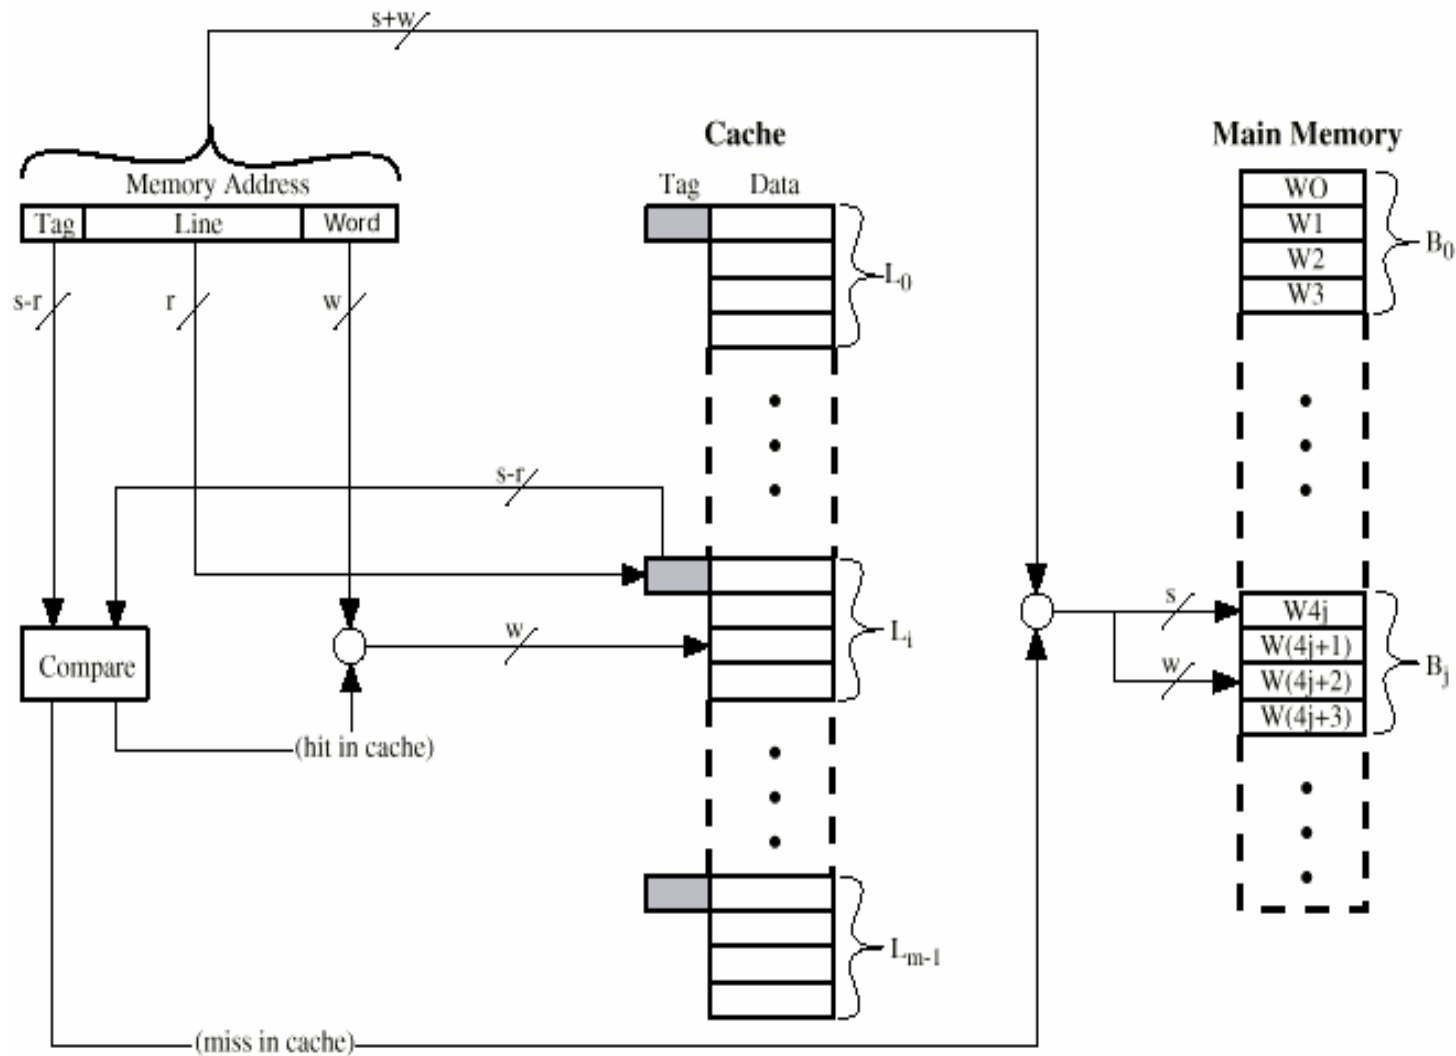 s+w
Cache
Main Memory
Memory Address
Tag Data
Tag Line Word
WO
W1
W2
W3
B0
L0
s-r
r
w
s-r
Li
w
s
w
W4j
W(4j+1)
W(4j+2)
W(4j+3)
Bj
Compare
(hit in cache)
Lm-1
(miss in cache)